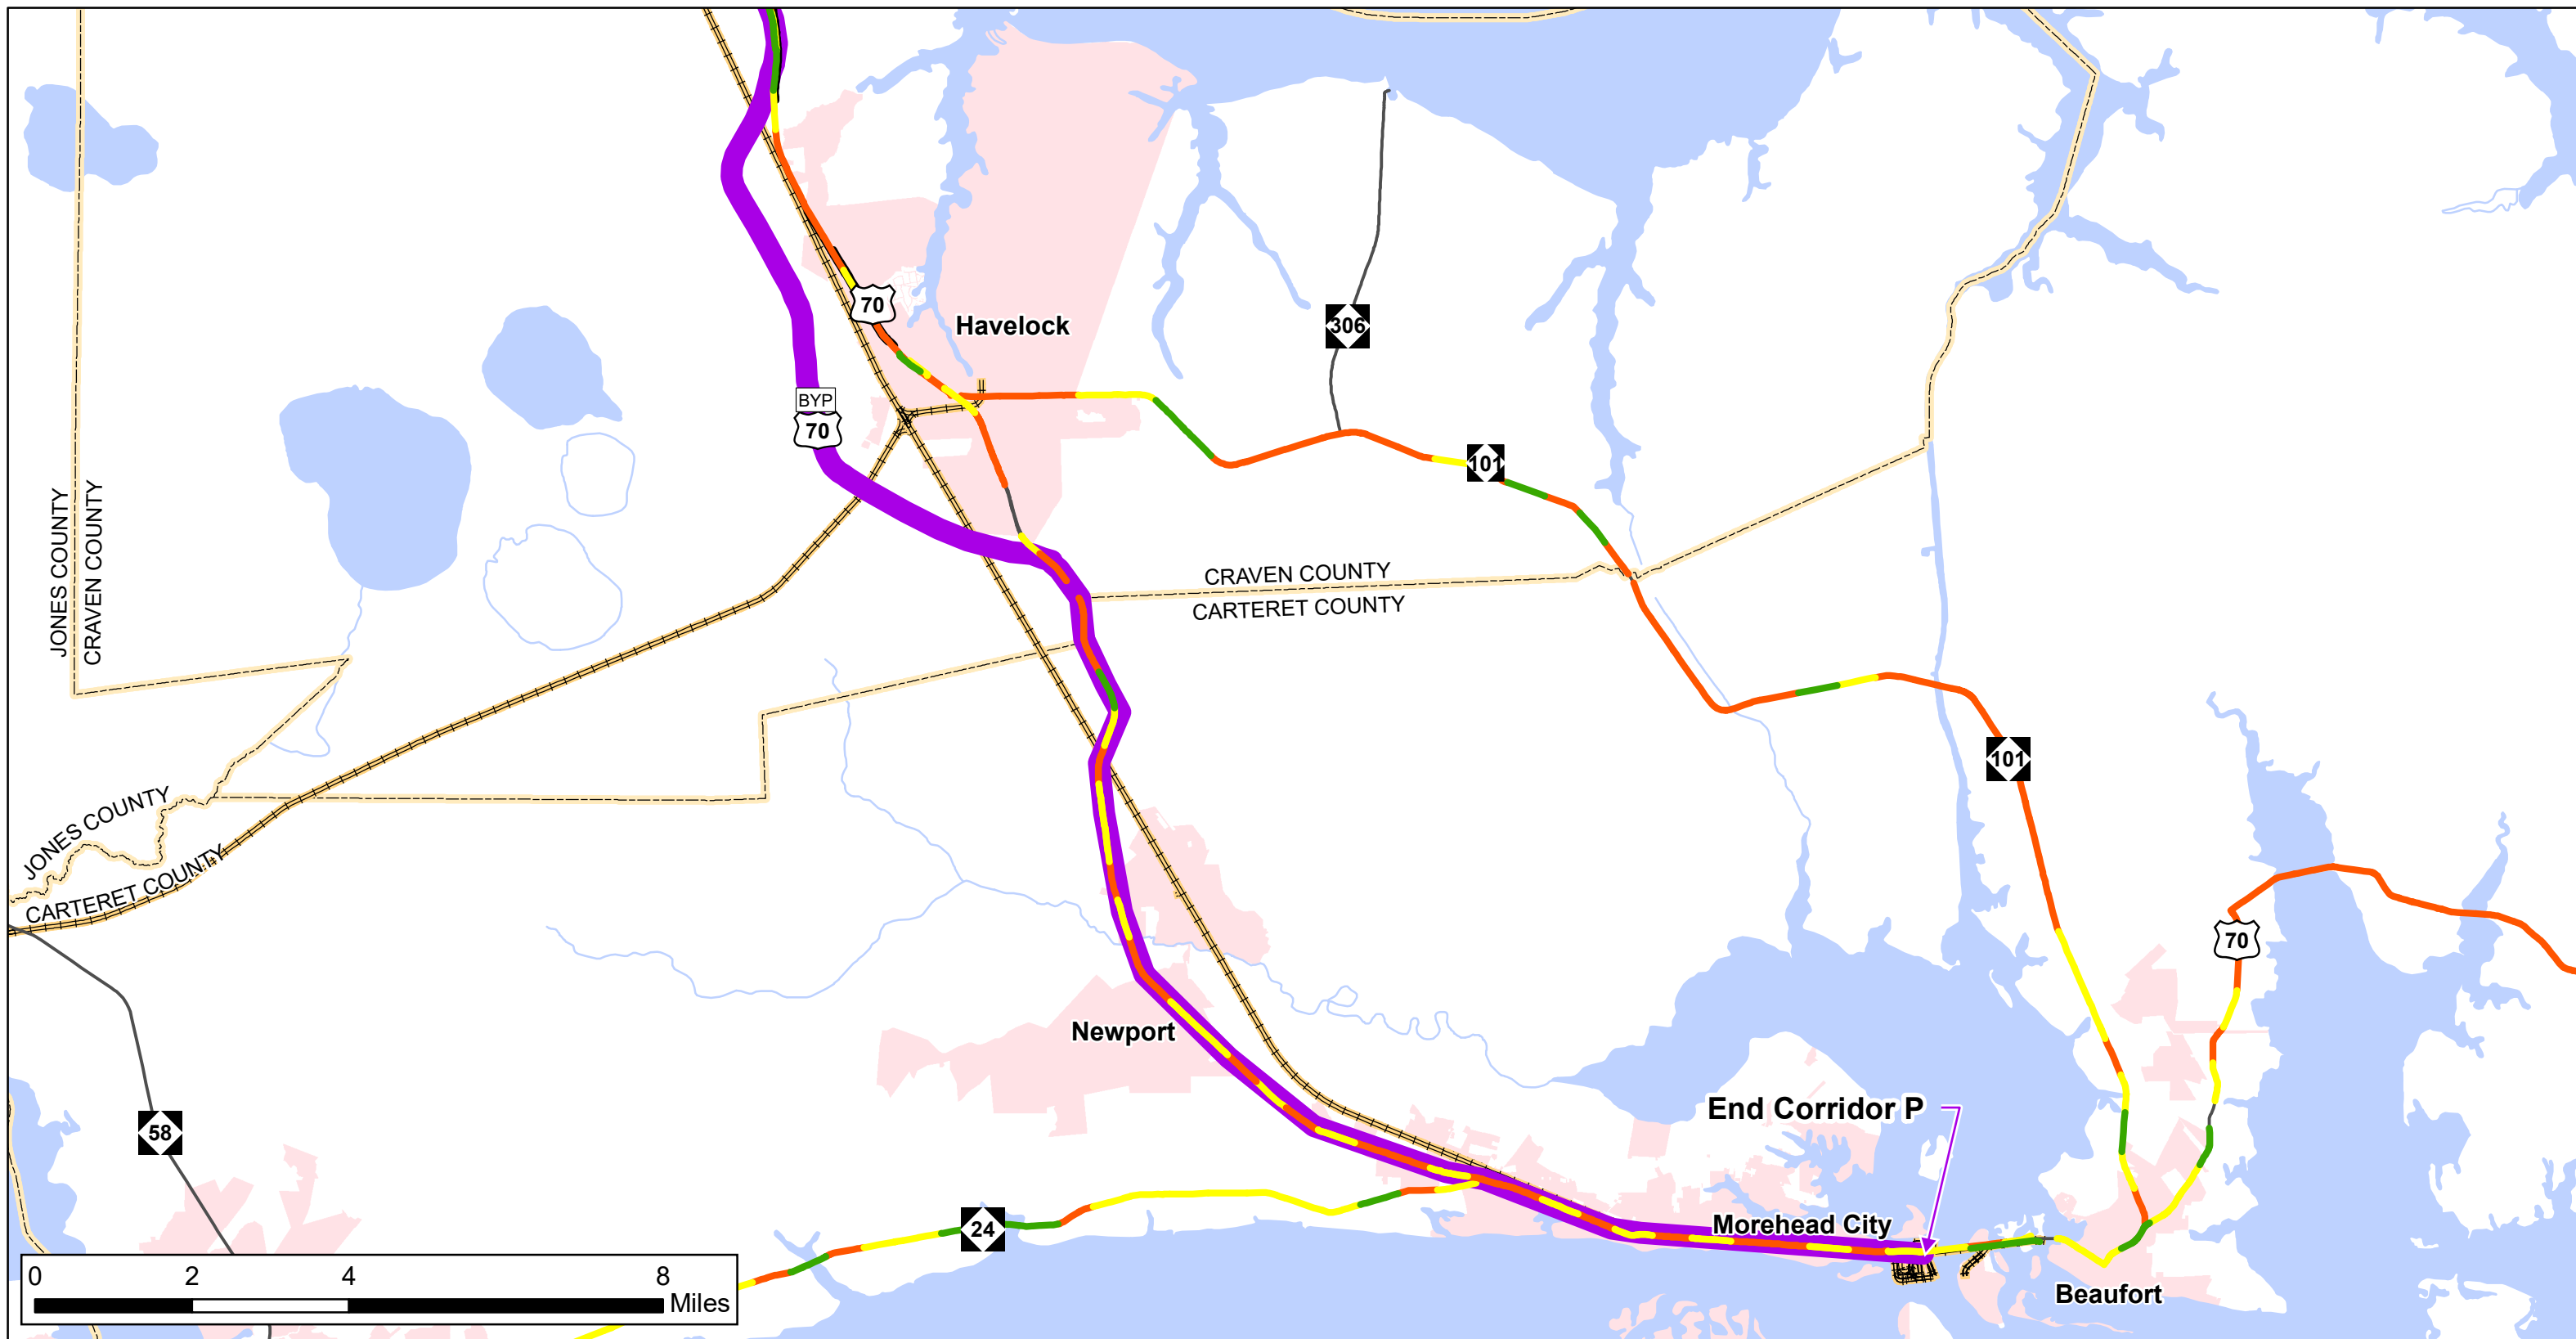 70
Havelock
306
BYP
70
101
JONES COUNTY
CRAVEN COUNTY
CRAVEN COUNTY
CARTERET COUNTY
101
JONES COUNTY
CARTERET COUNTY
70
Newport
End Corridor P
58
24
Morehead City
Beaufort
0 2 4 8
Miles